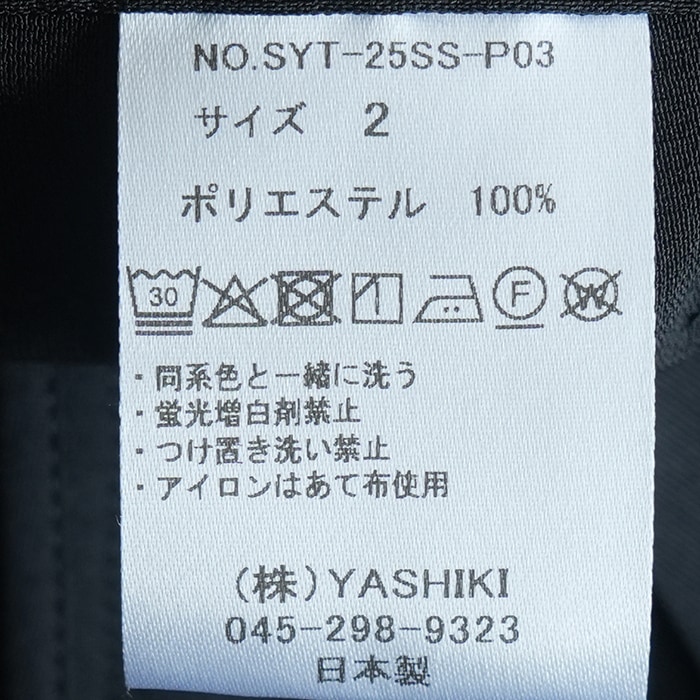 NO.SYT-25SS-P03
サイズ 2
ポリエステル 100%
30 F W
・同系色と一緒に洗う
・蛍光増白剤禁止
・つけ置き洗い禁止
・アイロンはあて布使用
(株)YASHIKI
045-298-9323
日本製